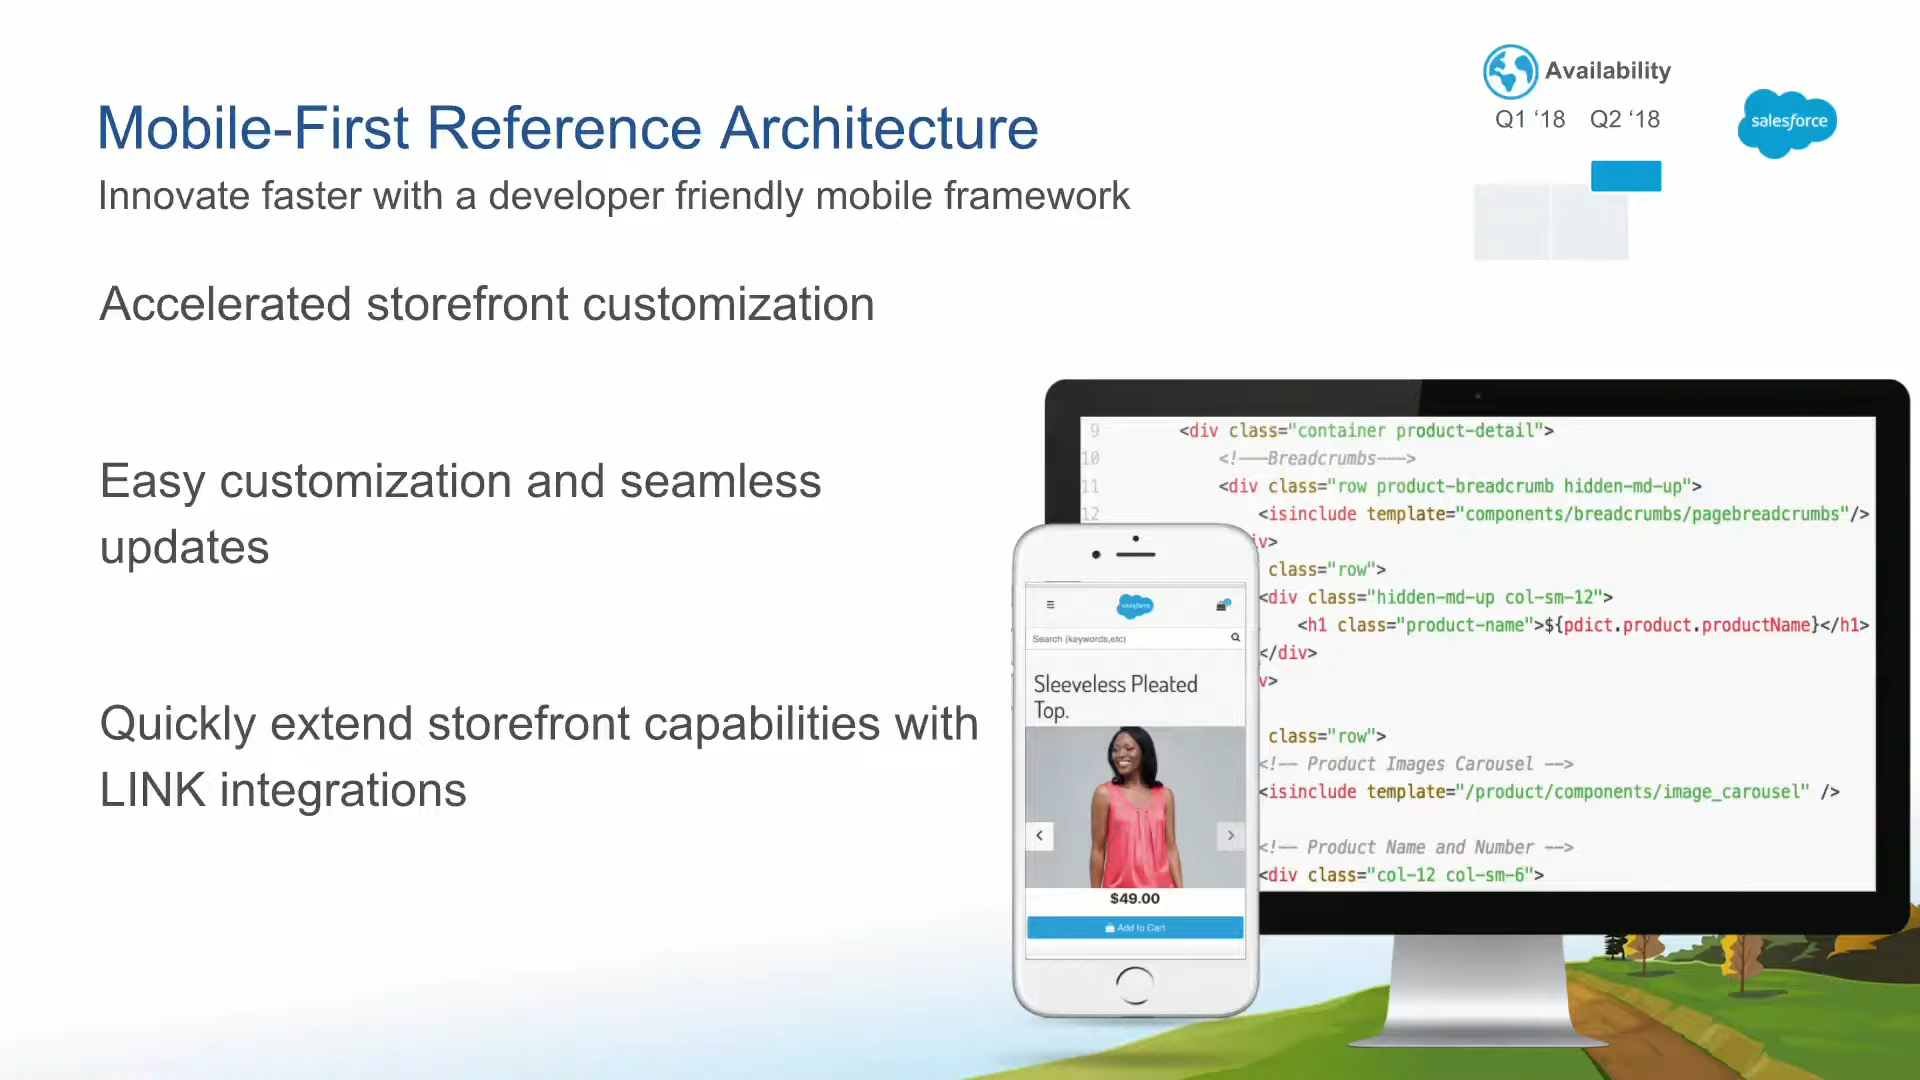 Availability
Q1 ‘18 Q2 ‘18
salesforce
Mobile-First Reference Architecture
Innovate faster with a developer friendly mobile framework
Accelerated storefront customization
Easy customization and seamless
updates
Quickly extend storefront capabilities with
LINK integrations
9 <div class="container product-detail">
10 <!——Breadcrumbs——>
11 <div class="row product-breadcrumb hidden-md-up">
12 <isinclude template="components/breadcrumbs/pagebreadcrumbs"/>
iv>
class="row">
<div class="hidden-md-up col-sm-12">
<h1 class="product-name">${pdict.product.productName}</h1>
</div>
v>
class="row">
<!—— Product Images Carousel ——>
<isinclude template="/product/components/image_carousel" />
<!—— Product Name and Number ——>
<div class="col-12 col-sm-6">
salesforce
Search (keywords,etc)
Sleeveless Pleated
Top.
$49.00
Add to Cart